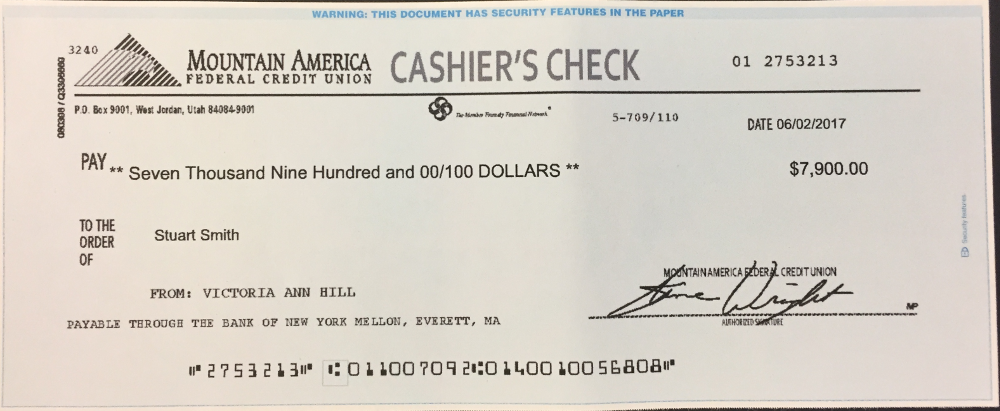 WARNING: THIS DOCUMENT HAS SECURITY FEATURES IN THE PAPER
3240
MOUNTAIN AMERICA
FEDERAL CREDIT UNION
CASHIER'S CHECK
01 2753213
P.O. Box 9001, West Jordan, Utah 84084-9001
The Member Friendly Financial Network
5-709/110
DATE 06/02/2017
PAY ** Seven Thousand Nine Hundred and 00/100 DOLLARS **
$7,900.00
TO THE
ORDER
OF
Stuart Smith
Security features
MOUNTAIN AMERICA FEDERAL CREDIT UNION
FROM: VICTORIA ANN HILL
AUTHORIZED SIGNATURE
NP
PAYABLE THROUGH THE BANK OF NEW YORK MELLON, EVERETT, MA
⑈2753213⑈ ⑆011007092⑆0140010056808⑈